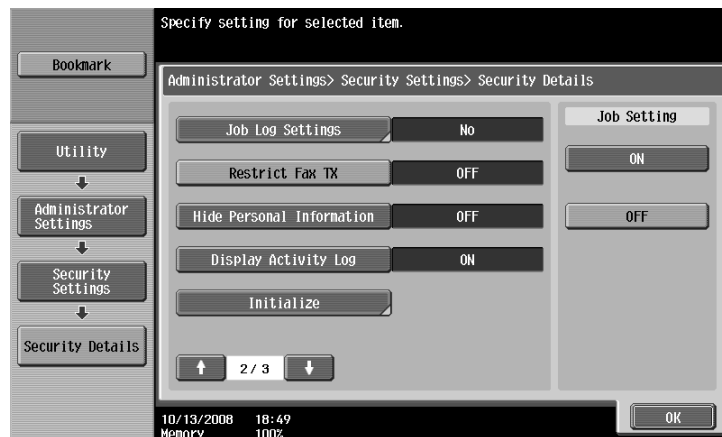 Specify setting for selected item.
Bookmark
Administrator Settings> Security Settings> Security Details
Utility
Administrator
Settings
Security
Settings
Security Details
Job Log Settings No
Restrict Fax TX OFF
Hide Personal Information OFF
Display Activity Log ON
Initialize
2/ 3
Job Setting
ON
OFF
10/13/2008 18:49
Memory 100%
OK